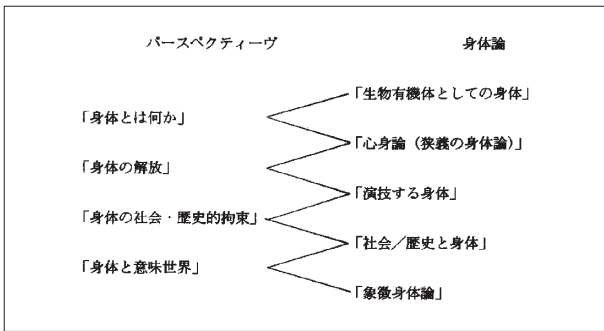 パースペクティーヴ
身体論
「身体とは何か」
「身体の解放」
「身体の社会・歴史的拘束」
「身体と意味世界」
「生物有機体としての身体」
「心身論（狭義の身体論）」
「演技する身体」
「社会／歴史と身体」
「象徴身体論」